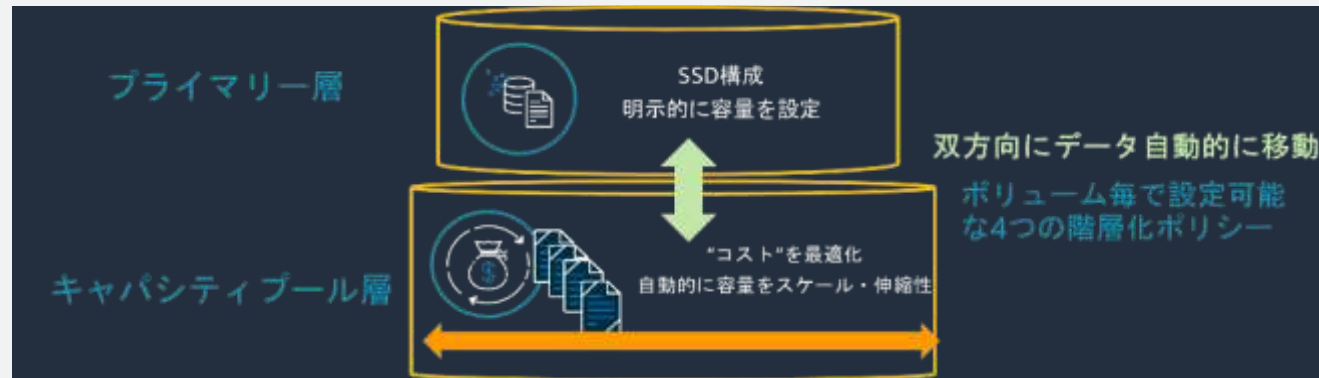 プライマリー層
SSD構成
明示的に容量を設定
双方向にデータ自動的に移動
ボリューム毎で設定可能
な4つの階層化ポリシー
キャパシティプール層
“コスト“を最適化
自動的に容量をスケール・伸縮性